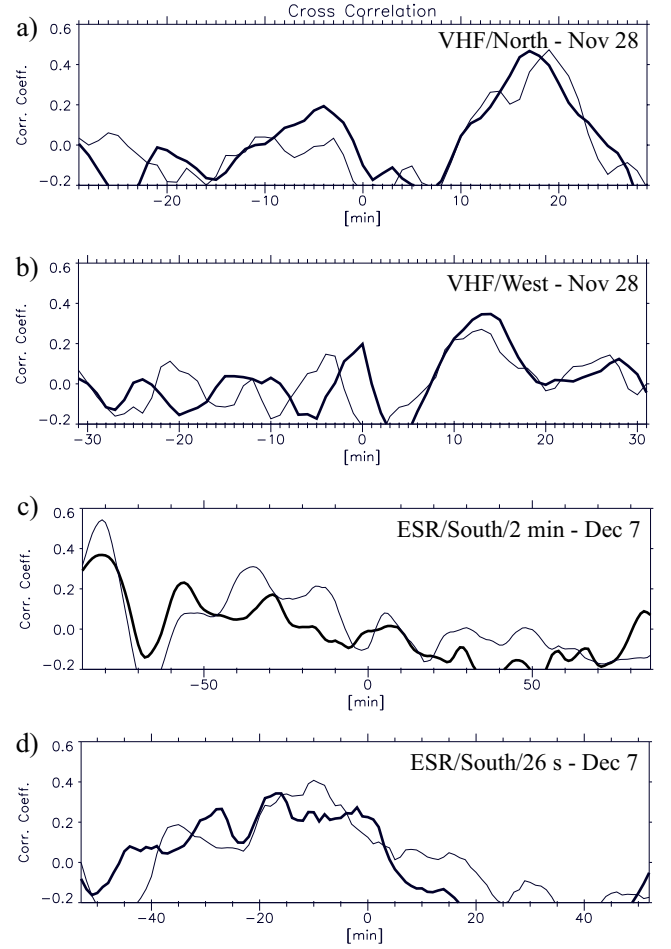 Cross Correlation
a)
VHF/North - Nov 28
0.6
0.4
0.2
0.0
−0.2
Corr. Coeff.
−20 −10 0 10 20
[min]
b)
VHF/West - Nov 28
0.6
0.4
0.2
0.0
−0.2
Corr. Coeff.
−30 −20 −10 0 10 20 30
[min]
c)
ESR/South/2 min - Dec 7
0.6
0.4
0.2
0.0
−0.2
Corr. Coeff.
−50 0 50
[min]
d)
ESR/South/26 s - Dec 7
0.6
0.4
0.2
0.0
−0.2
Corr. Coeff.
−40 −20 0 20 40
[min]